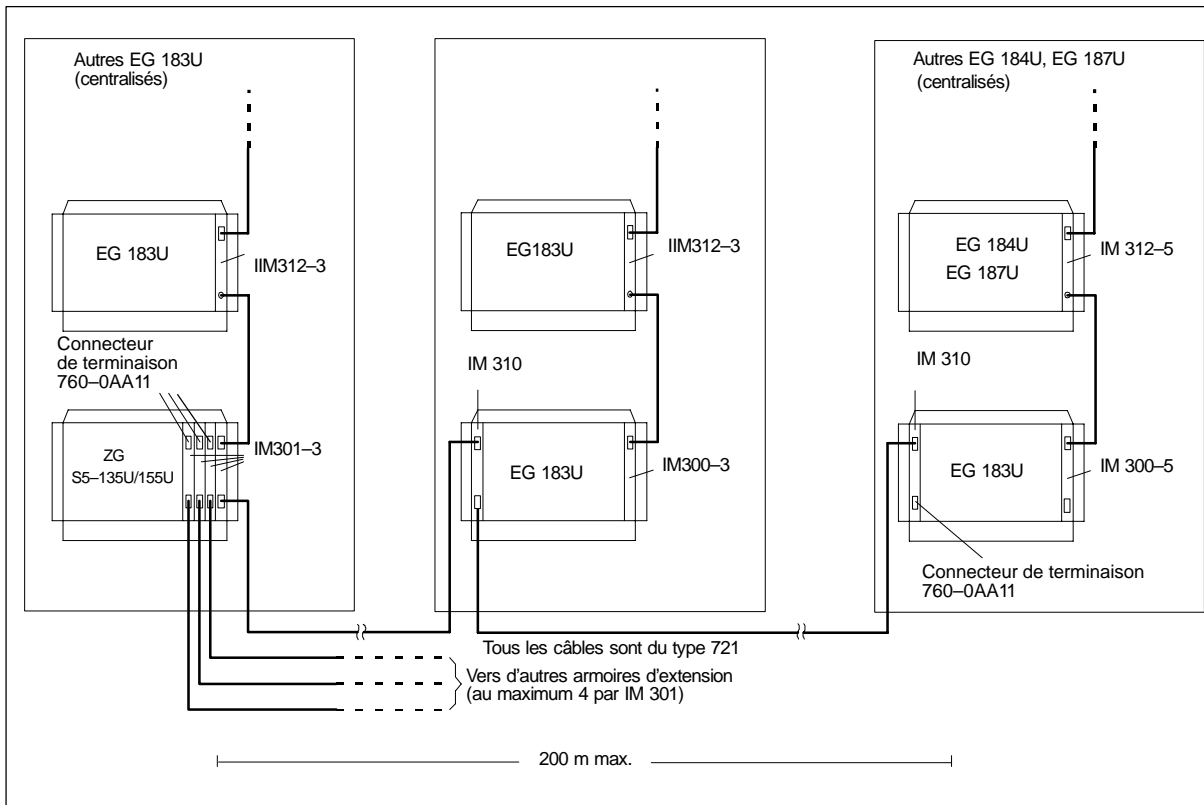 Autres EG 183U
(centralisés)
EG 183U
IIM312–3
Connecteur
de terminaison
760–0AA11
ZG
S5–135U/155U
IM301–3
EG183U
IIM312–3
IM 310
EG 183U
IM300–3
Autres EG 184U, EG 187U
(centralisés)
EG 184U
EG 187U
IM 312–5
IM 310
EG 183U
IM 300–5
Connecteur de terminaison
760–0AA11
Tous les câbles sont du type 721
Vers d'autres armoires d'extension
(au maximum 4 par IM 301)
200 m max.